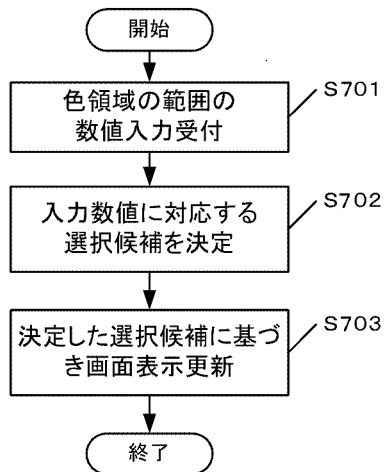 開始
色領域の範囲の
数値入力受付
S701
入力数値に対応する
選択候補を決定
S702
決定した選択候補に基づ
き画面表示更新
S703
終了